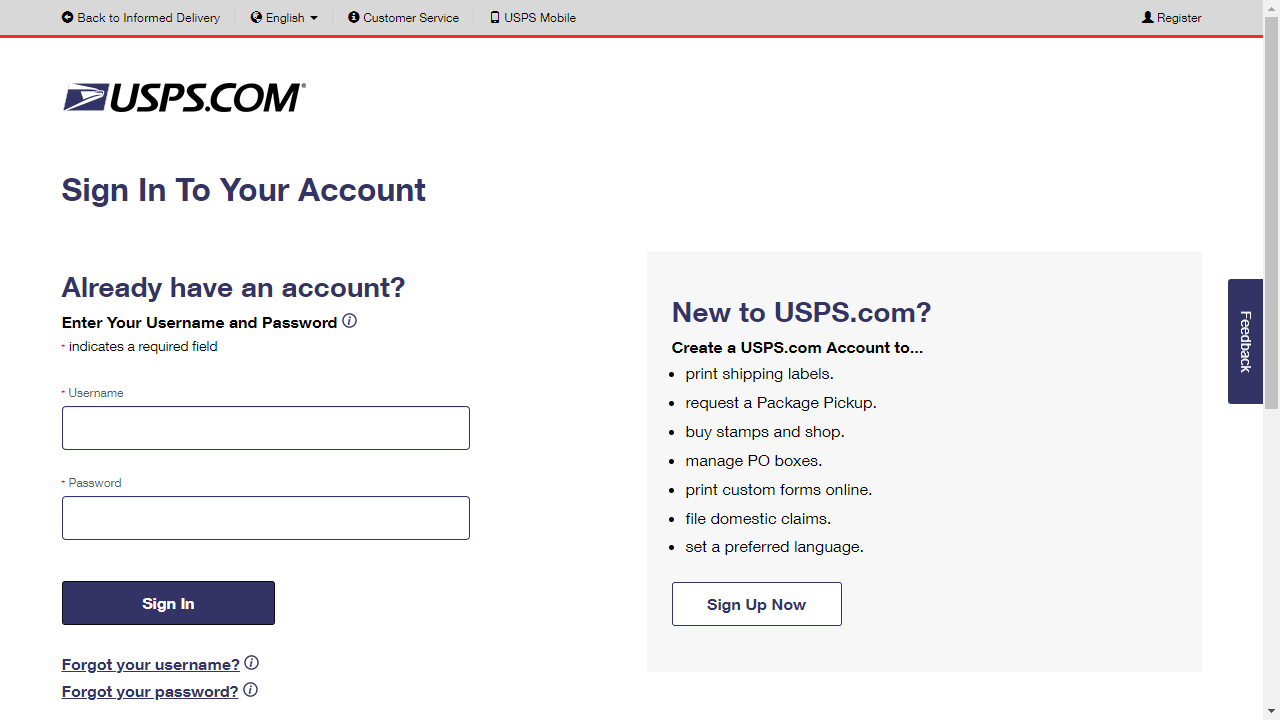 Back to Informed Delivery English Customer Service USPS Mobile Register
USPS.COM®
Sign In To Your Account
Already have an account?
Enter Your Username and Password
* indicates a required field
* Username
* Password
Sign In
Forgot your username?
Forgot your password?
New to USPS.com?
Create a USPS.com Account to...
• print shipping labels.
• request a Package Pickup.
• buy stamps and shop.
• manage PO boxes.
• print custom forms online.
• file domestic claims.
• set a preferred language.
Sign Up Now
Feedback